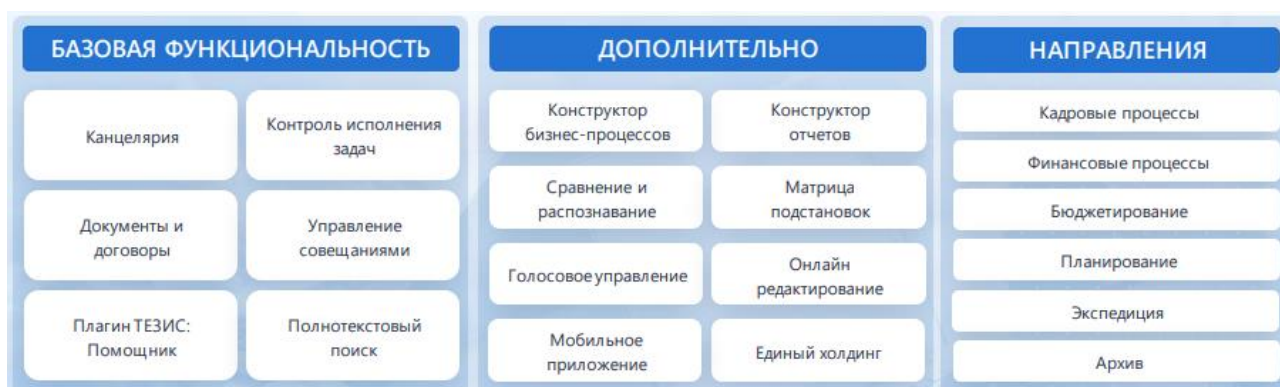 БАЗОВАЯ ФУНКЦИОНАЛЬНОСТЬ
Канцелярия
Контроль исполнения
задач
Документы и
договоры
Управление
совещаниями
Плагин ТЕЗИС:
Помощник
Полнотекстовый
поиск
ДОПОЛНИТЕЛЬНО
Конструктор
бизнес-процессов
Конструктор
отчетов
Сравнение и
распознавание
Матрица
подстановок
Голосовое управление
Онлайн
редактирование
Мобильное
приложение
Единый холдинг
НАПРАВЛЕНИЯ
Кадровые процессы
Финансовые процессы
Бюджетирование
Планирование
Экспедиция
Архив